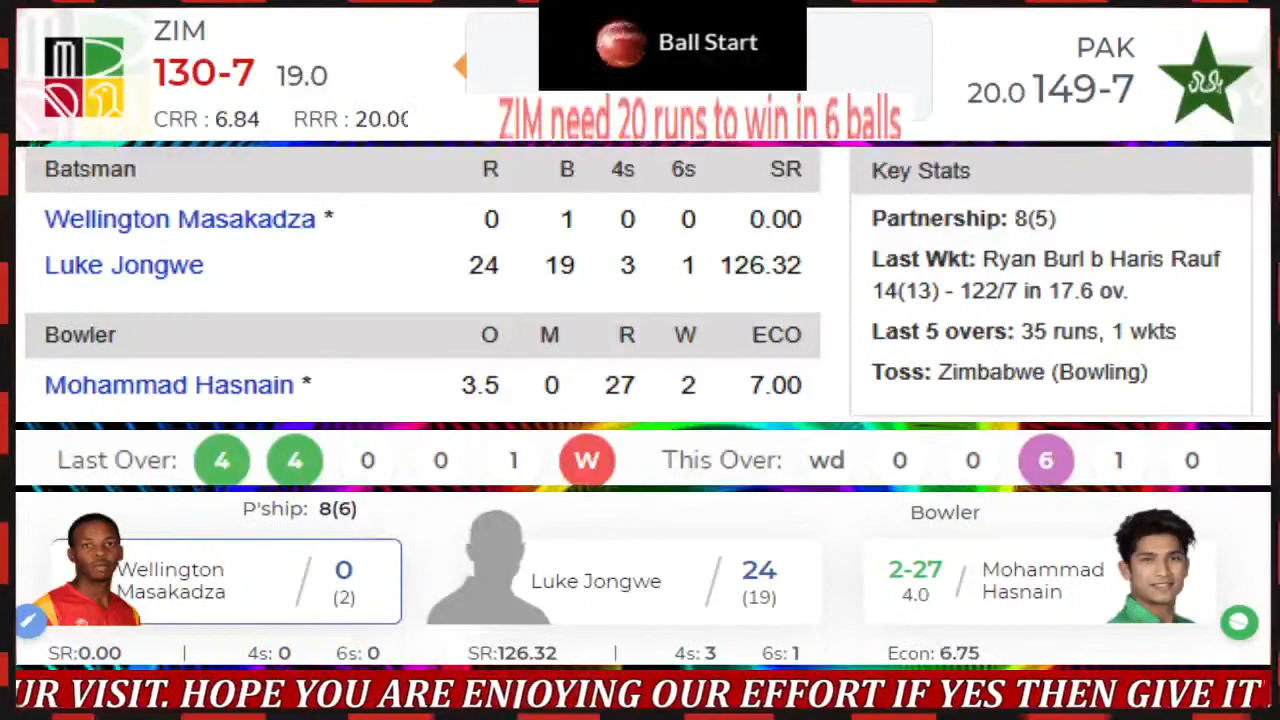 ZIM
130-7 19.0
CRR : 6.84 RRR : 20.00
Ball Start
ZIM need 20 runs to win in 6 balls
PAK
20.0 149-7
Batsman R B 4s 6s SR
Wellington Masakadza * 0 1 0 0 0.00
Luke Jongwe 24 19 3 1 126.32
Bowler O M R W ECO
Mohammad Hasnain * 3.5 0 27 2 7.00
Key Stats
Partnership: 8(5)
Last Wkt: Ryan Burl b Haris Rauf
14(13) - 122/7 in 17.6 ov.
Last 5 overs: 35 runs, 1 wkts
Toss: Zimbabwe (Bowling)
Last Over: 4 4 0 0 1 W This Over: wd 0 0 6 1 0
P'ship: 8(6)
Wellington
Masakadza
0
(2)
SR:0.00 | 4s: 0 6s: 0
Luke Jongwe
24
(19)
SR:126.32 | 4s: 3 6s: 1
Bowler
2-27
4.0
Mohammad
Hasnain
Econ: 6.75
UR VISIT. HOPE YOU ARE ENJOYING OUR EFFORT IF YES THEN GIVE IT